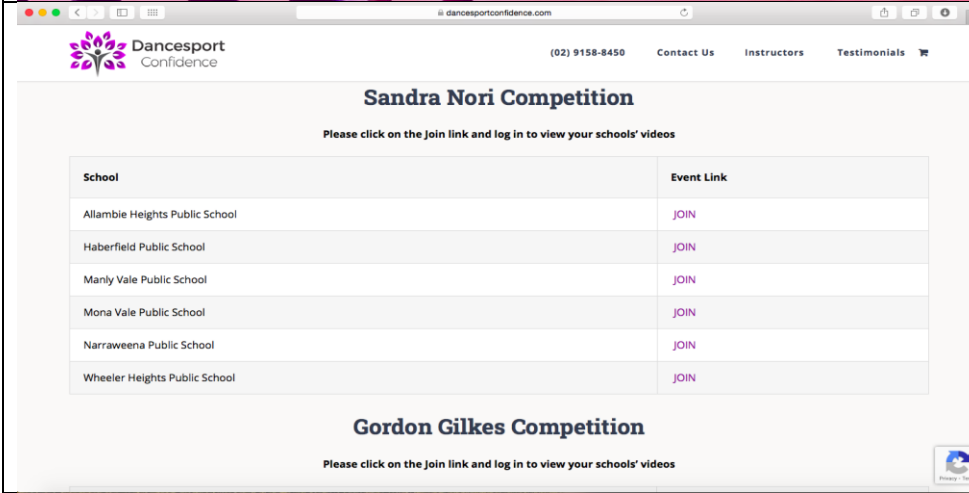 dancesportconfidence.com
Dancesport
Confidence
(02) 9158-8450 Contact Us Instructors Testimonials
Sandra Nori Competition
Please click on the Join link and log in to view your schools' videos
School Event Link
Allambie Heights Public School JOIN
Haberfield Public School JOIN
Manly Vale Public School JOIN
Mona Vale Public School JOIN
Narraweena Public School JOIN
Wheeler Heights Public School JOIN
Gordon Gilkes Competition
Please click on the Join link and log in to view your schools' videos
Privacy